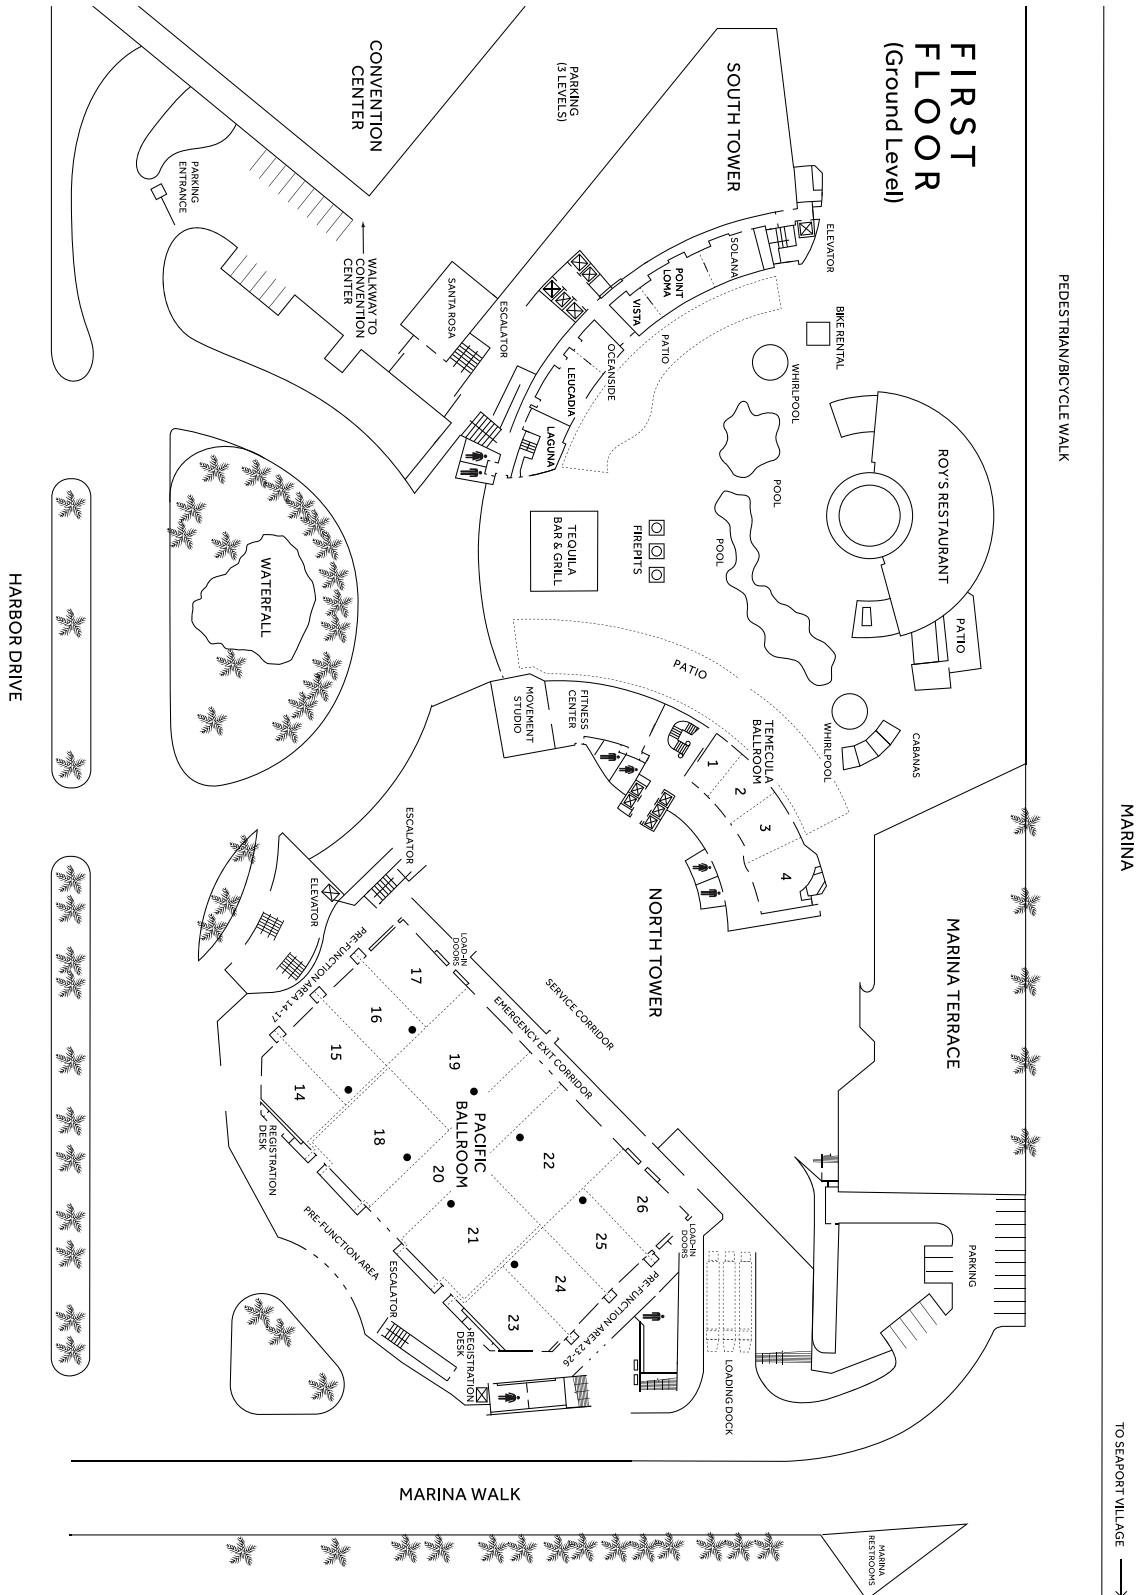 FIRST
FLOOR
(Ground Level)
PEDESTRIAN/BICYCLE WALK
MARINA
TO SEAPORT VILLAGE
CONVENTION
CENTER
PARKING
(3 LEVELS)
SOUTH TOWER
PARKING
ENTRANCE
WALKWAY TO
CONVENTION
CENTER
SANTA ROSA
ESCALATOR
ELEVATOR
SOLANA
POINT
LOMA
VISTA
PATIO
OCEANSIDE
LEUCADIA
LAGUNA
BIKE RENTAL
WHIRLPOOL
POOL
POOL
ROY'S RESTAURANT
PATIO
FIREPITS
TEQUILA
BAR & GRILL
WATERFALL
HARBOR DRIVE
PATIO
MOVEMENT
STUDIO
FITNESS
CENTER
TEMECULA
BALLROOM
1
2
3
4
WHIRLPOOL
CABANAS
MARINA TERRACE
NORTH TOWER
ESCALATOR
ELEVATOR
PRE-FUNCTION AREA 14-17
LOAD-IN
DOORS
SERVICE CORRIDOR
EMERGENCY EXIT CORRIDOR
17
16
15
14
19
18
PACIFIC
BALLROOM
20
22
21
26
25
24
23
REGISTRATION
DESK
PRE-FUNCTION AREA
ESCALATOR
REGISTRATION
DESK
PRE-FUNCTION AREA 23-26
LOAD-IN
DOORS
LOADING DOCK
PARKING
MARINA WALK
MARINA
RESTROOMS